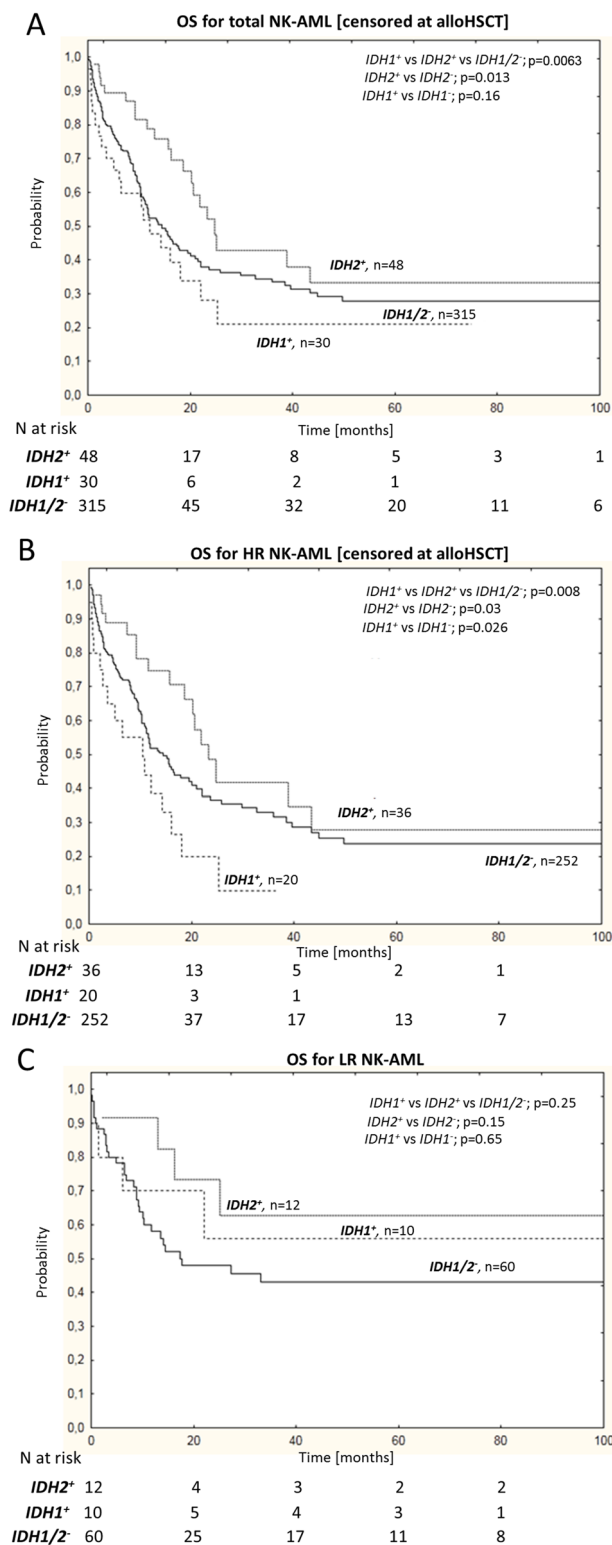 A
OS for total NK-AML [censored at alloHSCT]
IDH1⁺ vs IDH2⁺ vs IDH1/2⁻; p=0.0063
IDH2⁺ vs IDH2⁻; p=0.013
IDH1⁺ vs IDH1⁻; p=0.16
1,0
0,9
0,8
0,7
0,6
0,5
0,4
0,3
0,2
0,1
0,0
Probability
IDH2⁺, n=48
IDH1/2⁻, n=315
IDH1⁺, n=30
0 20 40 60 80 100
N at risk
Time [months]
IDH2⁺ 48 17 8 5 3 1
IDH1⁺ 30 6 2 1
IDH1/2⁻ 315 45 32 20 11 6
B
OS for HR NK-AML [censored at alloHSCT]
IDH1⁺ vs IDH2⁺ vs IDH1/2⁻; p=0.008
IDH2⁺ vs IDH2⁻; p=0.03
IDH1⁺ vs IDH1⁻; p=0.026
1,0
0,9
0,8
0,7
0,6
0,5
0,4
0,3
0,2
0,1
0,0
Probability
IDH2⁺, n=36
IDH1/2⁻, n=252
IDH1⁺, n=20
0 20 40 60 80 100
N at risk
Time [months]
IDH2⁺ 36 13 5 2 1
IDH1⁺ 20 3 1
IDH1/2⁻ 252 37 17 13 7
C
OS for LR NK-AML
IDH1⁺ vs IDH2⁺ vs IDH1/2⁻; p=0.25
IDH2⁺ vs IDH2⁻; p=0.15
IDH1⁺ vs IDH1⁻; p=0.65
1,0
0,9
0,8
0,7
0,6
0,5
0,4
0,3
0,2
0,1
0,0
Probability
IDH2⁺, n=12
IDH1⁺, n=10
IDH1/2⁻, n=60
0 20 40 60 80 100
N at risk
Time [months]
IDH2⁺ 12 4 3 2 2
IDH1⁺ 10 5 4 3 1
IDH1/2⁻ 60 25 17 11 8